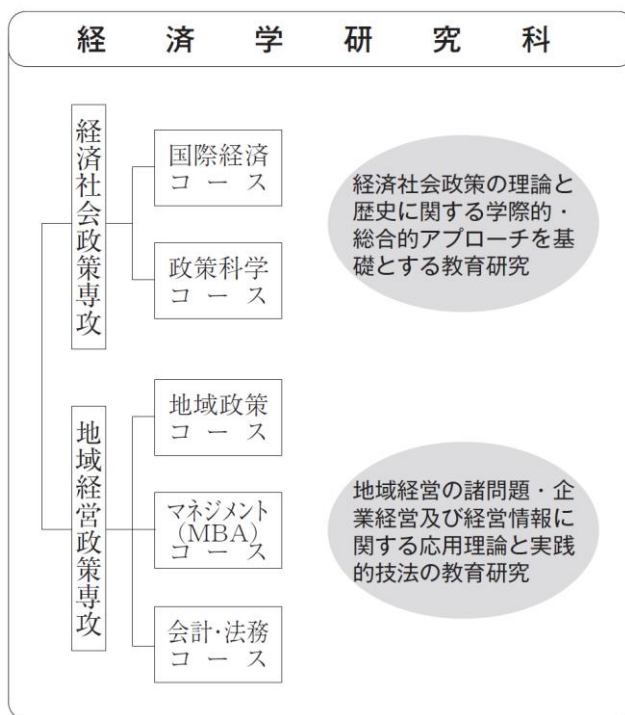 経済学研究科
経済社会政策専攻
国際経済
コース
政策科学
コース
経済社会政策の理論と
歴史に関する学際的・
総合的アプローチを基
礎とする教育研究
地域経営政策専攻
地域政策
コース
マネジメント
(MBA)
コース
会計・法務
コース
地域経営の諸問題・企
業経営及び経営情報に
関する応用理論と実践
的技法の教育研究